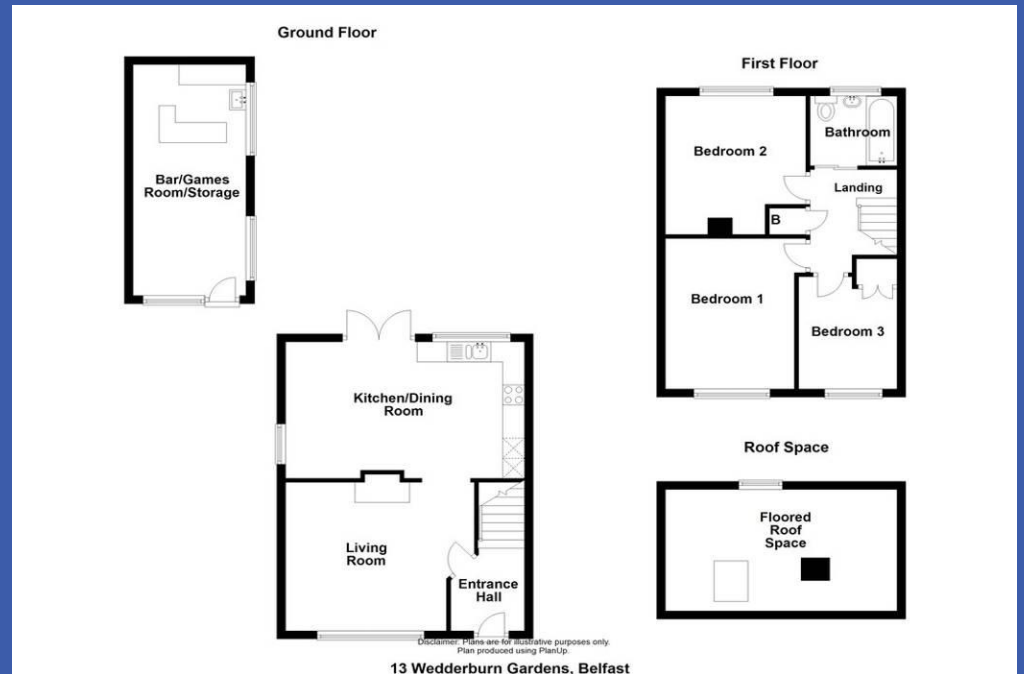 Ground Floor
Bar/Games
Room/Storage
Kitchen/Dining
Room
Living
Room
Entrance
Hall
First Floor
Bedroom 2
Bathroom
Landing
B
Bedroom 1
Bedroom 3
Roof Space
Floored
Roof
Space
Disclaimer: Plans are for illustrative purposes only.
Plan produced using PlanUp.
13 Wedderburn Gardens, Belfast